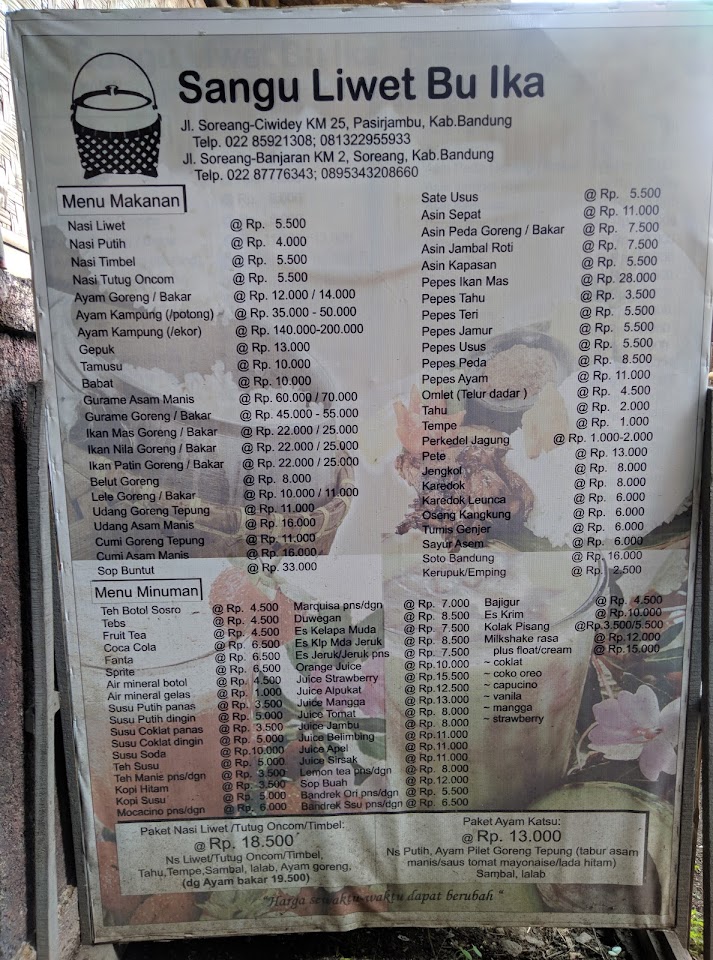 Sangu Liwet Bu Ika
Jl. Soreang-Ciwidey KM 25, Pasirjambu, Kab.Bandung
Telp. 022 85921308; 081322955933
Jl. Soreang-Banjaran KM 2, Soreang, Kab.Bandung
Telp. 022 87776343; 0895343208660
Menu Makanan
Nasi Liwet @ Rp. 5.500
Nasi Putih @ Rp. 4.000
Nasi Timbel @ Rp. 5.500
Nasi Tutug Oncom @ Rp. 5.500
Ayam Goreng / Bakar @ Rp. 12.000 / 14.000
Ayam Kampung (/potong) @ Rp. 35.000 - 50.000
Ayam Kampung (/ekor) @ Rp. 140.000-200.000
Gepuk @ Rp. 13.000
Tamusu @ Rp. 10.000
Babat @ Rp. 10.000
Gurame Asam Manis @ Rp. 60.000 / 70.000
Gurame Goreng / Bakar @ Rp. 45.000 - 55.000
Ikan Mas Goreng / Bakar @ Rp. 22.000 / 25.000
Ikan Nila Goreng / Bakar @ Rp. 22.000 / 25.000
Ikan Patin Goreng / Bakar @ Rp. 22.000 / 25.000
Belut Goreng @ Rp. 8.000
Lele Goreng / Bakar @ Rp. 10.000 / 11.000
Udang Goreng Tepung @ Rp. 11.000
Udang Asam Manis @ Rp. 16.000
Cumi Goreng Tepung @ Rp. 11.000
Cumi Asam Manis @ Rp. 16.000
Sop Buntut @ Rp. 33.000
Sate Usus @ Rp. 5.500
Asin Sepat @ Rp. 11.000
Asin Peda Goreng / Bakar @ Rp. 7.500
Asin Jambal Roti @ Rp. 7.500
Asin Kapasan @ Rp. 5.500
Pepes Ikan Mas @ Rp. 28.000
Pepes Tahu @ Rp. 3.500
Pepes Teri @ Rp. 5.500
Pepes Jamur @ Rp. 5.500
Pepes Usus @ Rp. 5.500
Pepes Peda @ Rp. 8.500
Pepes Ayam @ Rp. 11.000
Omlet (Telur dadar ) @ Rp. 4.500
Tahu @ Rp. 2.000
Tempe @ Rp. 1.000
Perkedel Jagung @ Rp. 1.000-2.000
Pete @ Rp. 13.000
Jengkol @ Rp. 8.000
Karedok @ Rp. 8.000
Karedok Leunca @ Rp. 6.000
Oseng Kangkung @ Rp. 6.000
Tumis Genjer @ Rp. 6.000
Sayur Asem @ Rp. 6.000
Soto Bandung @ Rp. 16.000
Kerupuk/Emping @ Rp. 2.500
Menu Minuman
Teh Botol Sosro @ Rp. 4.500
Tebs @ Rp. 4.500
Fruit Tea @ Rp. 4.500
Coca Cola @ Rp. 6.500
Fanta @ Rp. 6.500
Sprite @ Rp. 6.500
Air mineral botol @ Rp. 4.500
Air mineral gelas @ Rp. 1.000
Susu Putih panas @ Rp. 3.500
Susu Putih dingin @ Rp. 5.000
Susu Coklat panas @ Rp. 3.500
Susu Coklat dingin @ Rp. 5.000
Susu Soda @ Rp. 10.000
Teh Susu @ Rp. 5.000
Teh Manis pns/dgn @ Rp. 3.500
Kopi Hitam @ Rp. 3.500
Kopi Susu @ Rp. 5.000
Mocacino pns/dgn @ Rp. 6.000
Marquisa pns/dgn @ Rp. 7.000
Duwegan @ Rp. 8.500
Es Kelapa Muda @ Rp. 7.500
Es Klp Mda Jeruk @ Rp. 8.500
Es Jeruk/Jeruk pns @ Rp. 7.500
Orange Juice @ Rp. 10.000
Juice Strawberry @ Rp. 15.500
Juice Alpukat @ Rp. 12.500
Juice Mangga @ Rp. 13.000
Juice Tomat @ Rp. 8.000
Juice Jambu @ Rp. 8.000
Juice Belimbing @ Rp. 11.000
Juice Apel @ Rp. 11.000
Juice Sirsak @ Rp. 11.000
Lemon tea pns/dgn @ Rp. 8.000
Sop Buah @ Rp. 12.000
Bandrek Ori pns/dgn @ Rp. 5.500
Bandrek Ssu pns/dgn @ Rp. 6.500
Bajigur @ Rp. 4.500
Es Krim @ Rp.10.000
Kolak Pisang @Rp.3.500/5.500
Milkshake rasa @ Rp.12.000
plus float/cream @ Rp.15.000
~ coklat
~ coko oreo
~ capucino
~ vanila
~ mangga
~ strawberry
Paket Nasi Liwet /Tutug Oncom/Timbel:
@ Rp. 18.500
Ns Liwet/Tutug Oncom/Timbel,
Tahu,Tempe,Sambal, lalab, Ayam goreng,
(dg Ayam bakar 19.500)
Paket Ayam Katsu:
@ Rp. 13.000
Ns Putih, Ayam Pilet Goreng Tepung (tabur asam
manis/saus tomat mayonaise/lada hitam)
Sambal, lalab
"Harga sewaktu-waktu dapat berubah "